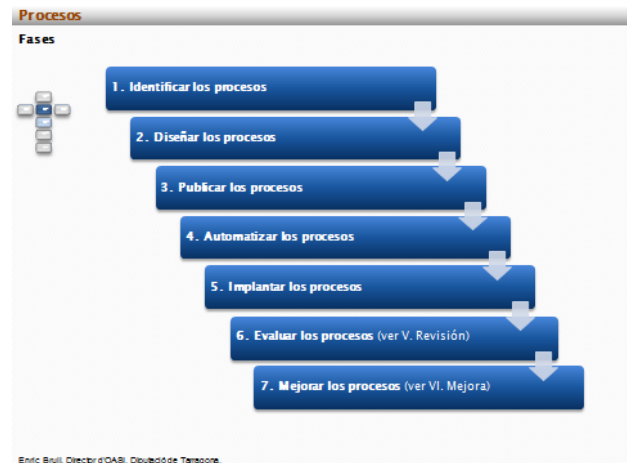 Procesos
Fases
1. Identificar los procesos
2. Diseñar los procesos
3. Publicar los procesos
4. Automatizar los procesos
5. Implantar los procesos
6. Evaluar los procesos (ver V. Revisión)
7. Mejorar los procesos (ver VI. Mejora)
Enric Brull. Director d'OASI. Diputació de Tarragona.